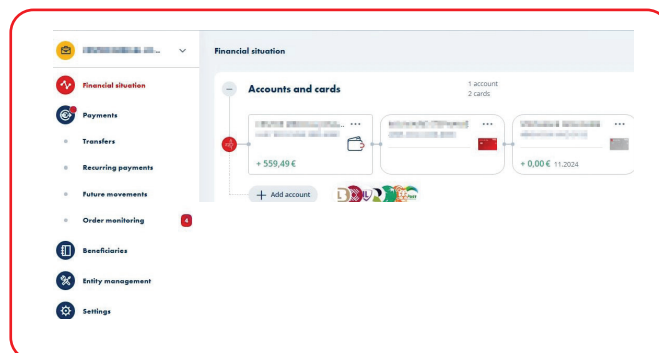 Financial situation
Payments
Transfers
Recurring payments
Future movements
Order monitoring
4
Beneficiaries
Entity management
Settings
Financial situation
Accounts and cards
1 account
2 cards
+ 559,49 €
+ 0,00 € 11.2024
+ Add account